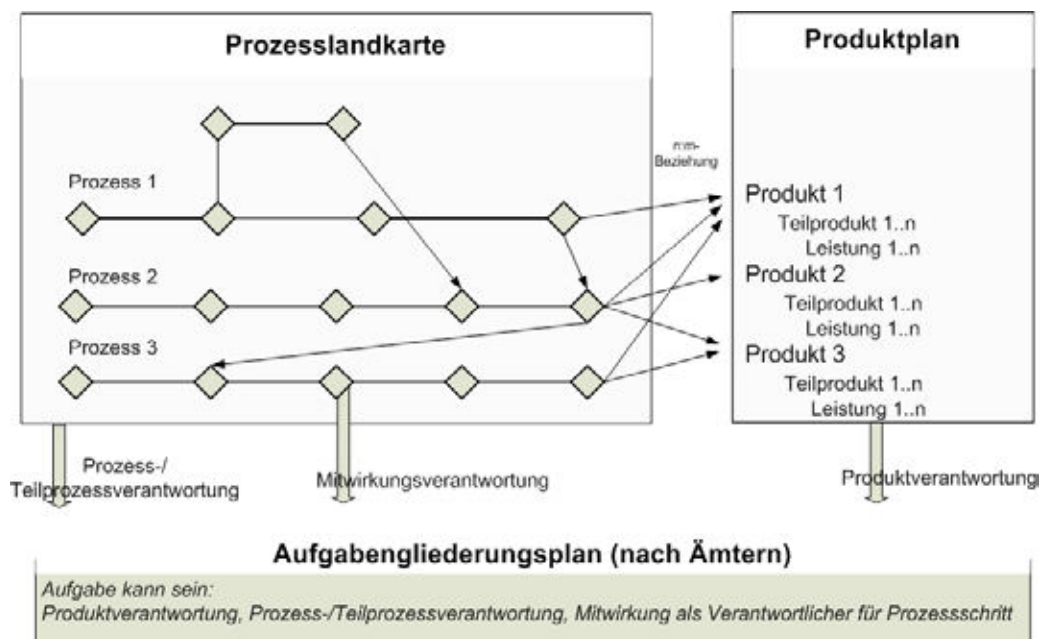 Prozesslandkarte
Prozess 1
Prozess 2
Prozess 3
n:m-
Beziehung
Produktplan
Produkt 1
Teilprodukt 1..n
Leistung 1..n
Produkt 2
Teilprodukt 1..n
Leistung 1..n
Produkt 3
Teilprodukt 1..n
Leistung 1..n
Prozess-/
Teilprozessverantwortung
Mitwirkungsverantwortung
Produktverantwortung
Aufgabengliederungsplan (nach Ämtern)
Aufgabe kann sein:
Produktverantwortung, Prozess-/Teilprozessverantwortung, Mitwirkung als Verantwortlicher für Prozessschritt